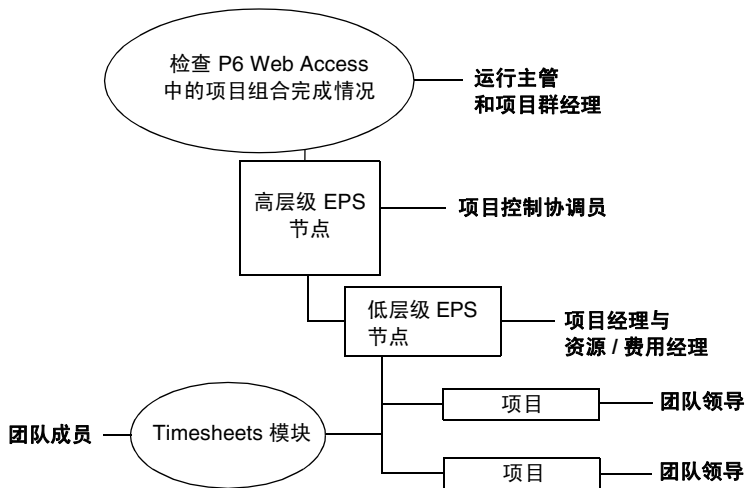 检查 P6 Web Access
中的项目组合完成情况
运行主管
和项目群经理
高层级 EPS
节点
项目控制协调员
低层级 EPS
节点
项目经理与
资源 / 费用经理
项目
团队领导
团队成员
Timesheets 模块
项目
团队领导